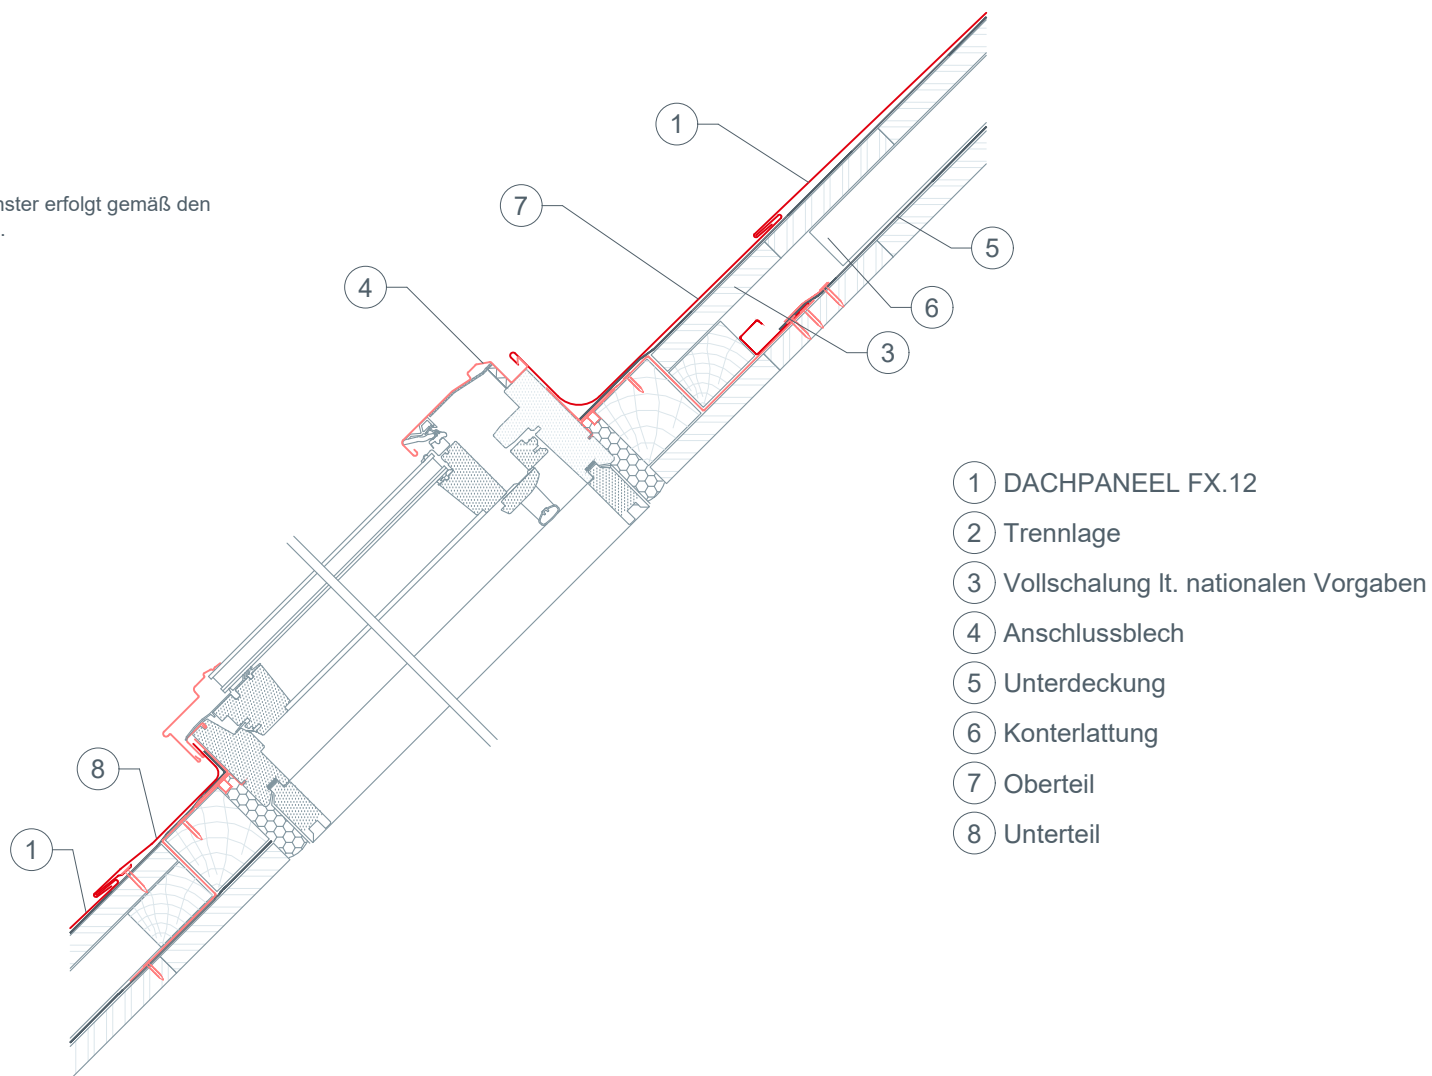 nster erfolgt gemäß den
.
1
7
4
5
6
3
8
1
1 DACHPANEEL FX.12
2 Trennlage
3 Vollschalung lt. nationalen Vorgaben
4 Anschlussblech
5 Unterdeckung
6 Konterlattung
7 Oberteil
8 Unterteil